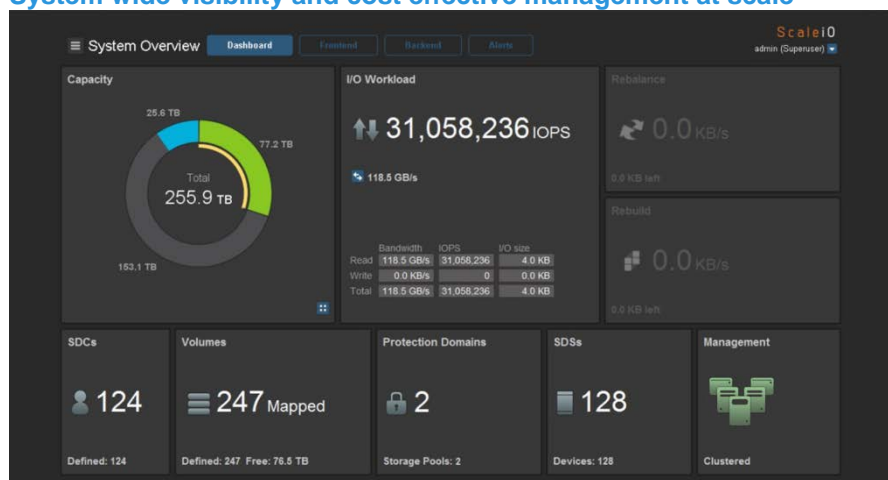 System-wide visibility and cost effective management at scale
ScaleiO
System Overview Dashboard Frontend Backend Alerts
admin (Superuser)
Capacity
25.6 TB
77.2 TB
Total
255.9 TB
153.1 TB
I/O Workload
31,058,236 IOPS
118.5 GB/s
Bandwidth IOPS I/O size
Read 118.5 GB/s 31,058,236 4.0 KB
Write 0.0 KB/s 0 0.0 KB
Total 118.5 GB/s 31,058,236 4.0 KB
Rebalance
0.0 KB/s
0.0 KB left
Rebuild
0.0 KB/s
0.0 KB left
SDCs
124
Defined: 124
Volumes
247 Mapped
Defined: 247 Free: 76.5 TB
Protection Domains
2
Storage Pools: 2
SDSs
128
Devices: 128
Management
Clustered